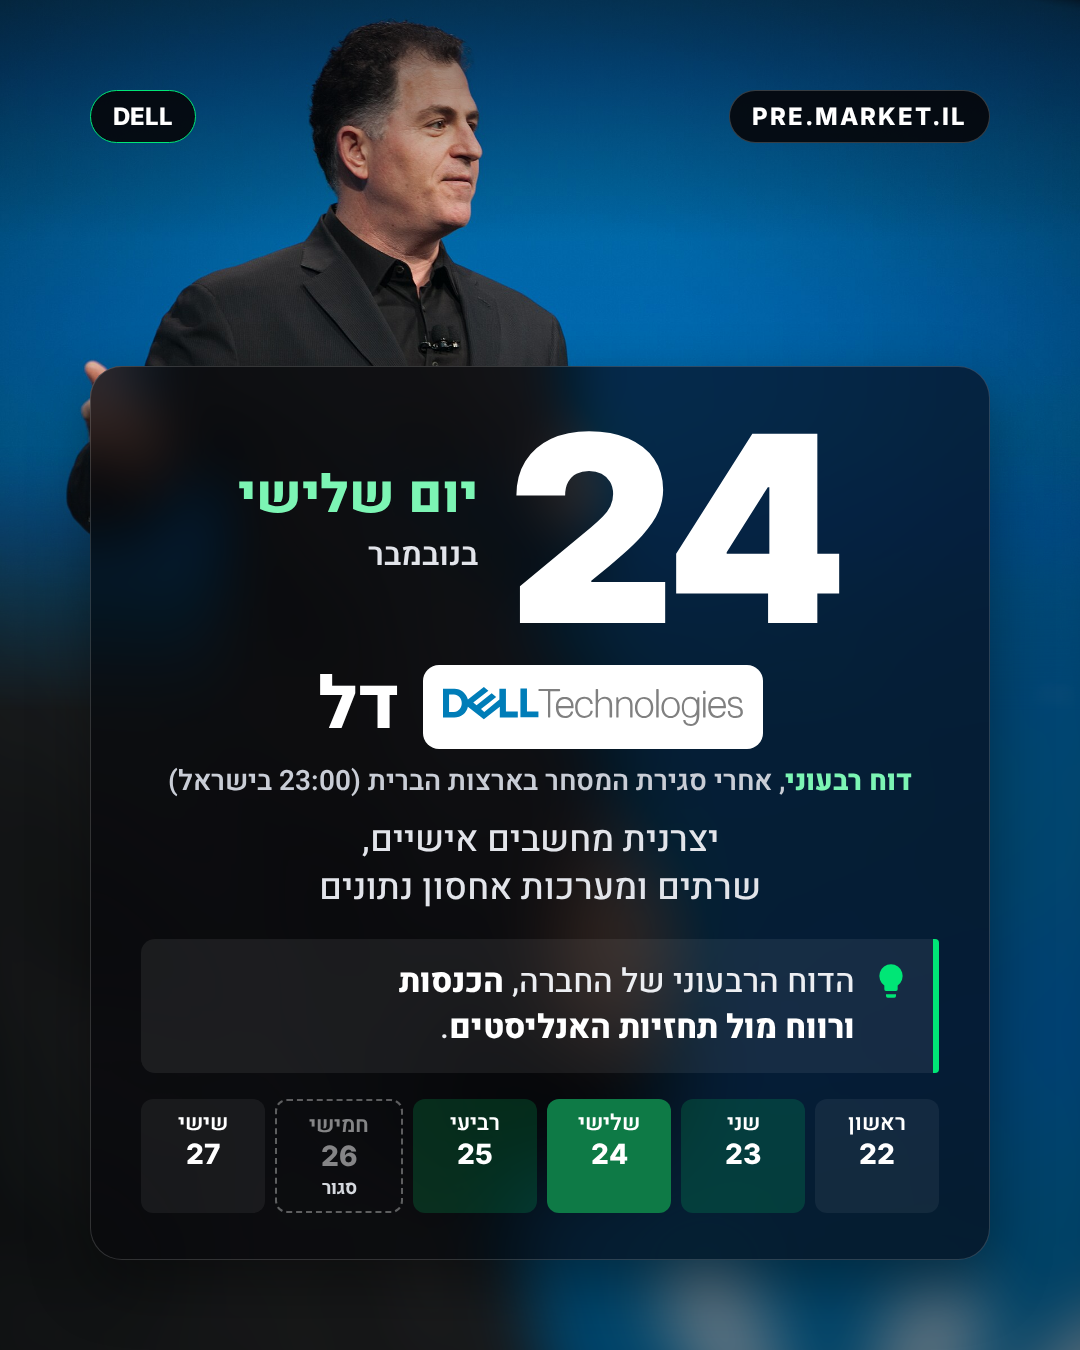 DELL
PRE.MARKET.IL
24
יום שלישי
בנובמבר
DELLTechnologies
דל
דוח רבעוני, אחרי סגירת המסחר בארצות הברית (23:00 בישראל)
יצרנית מחשבים אישיים,
שרתים ומערכות אחסון נתונים
הדוח הרבעוני של החברה, הכנסות
ורווח מול תחזיות האנליסטים.
ראשון
22
שני
23
שלישי
24
רביעי
25
חמישי
26
סגור
שישי
27